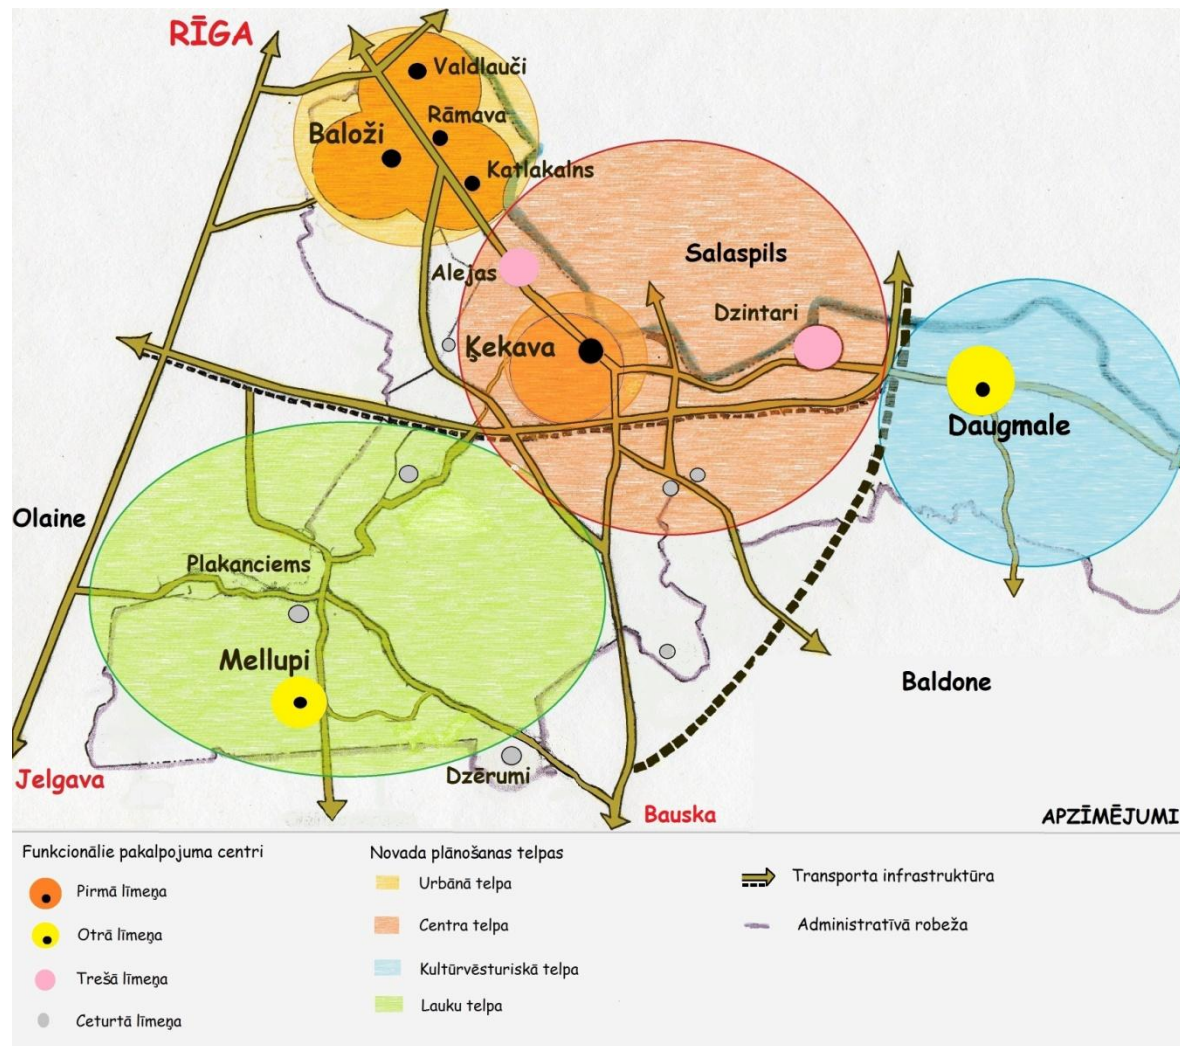 RĪGA
Valdlauči
Rāmava
Baloži
Katlakalns
Salaspils
Alejas
Dzintari
Ķekava
Daugmale
Olaine
Plakanciems
Mellupi
Baldone
Jelgava
Dzērumi
Bauska
APZĪMĒJUMI
Funkcionālie pakalpojuma centri
Pirmā līmeņa
Otrā līmeņa
Trešā līmeņa
Ceturtā līmeņa
Novada plānošanas telpas
Urbānā telpa
Centra telpa
Kultūrvēsturiskā telpa
Lauku telpa
Transporta infrastruktūra
Administratīvā robeža